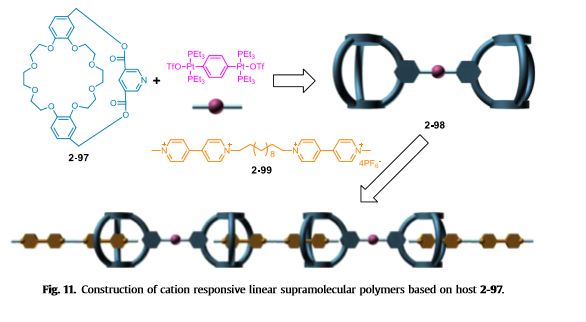 PEt₃ PEt₃
TfO-Pt Pt-OTf
PEt₃ PEt₃
O
O
O O
O
O
O
O
N
O
O
O O
O
+
2-97
2-98
N⁺ N⁺ 8 N⁺ N⁺
4PF₆⁻
2-99
Fig. 11. Construction of cation responsive linear supramolecular polymers based on host 2-97.